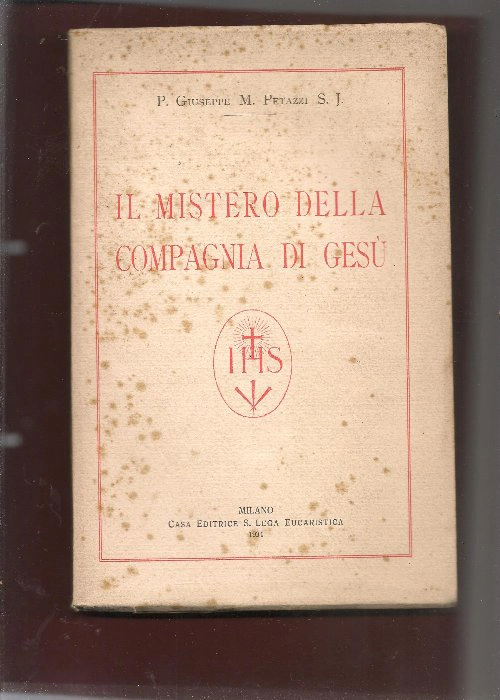 P. GIUSEPPE M. PETAZZI S. J.
IL MISTERO DELLA
COMPAGNIA DI GESÙ
IHS
MILANO
CASA EDITRICE S. LEGA EUCARISTICA